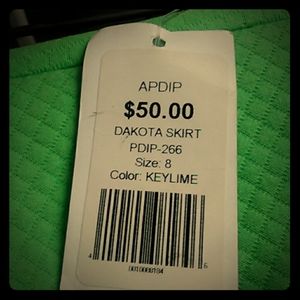 APDIP
$50.00
DAKOTA SKIRT
PDIP-266
Size: 8
Color: KEYLIME